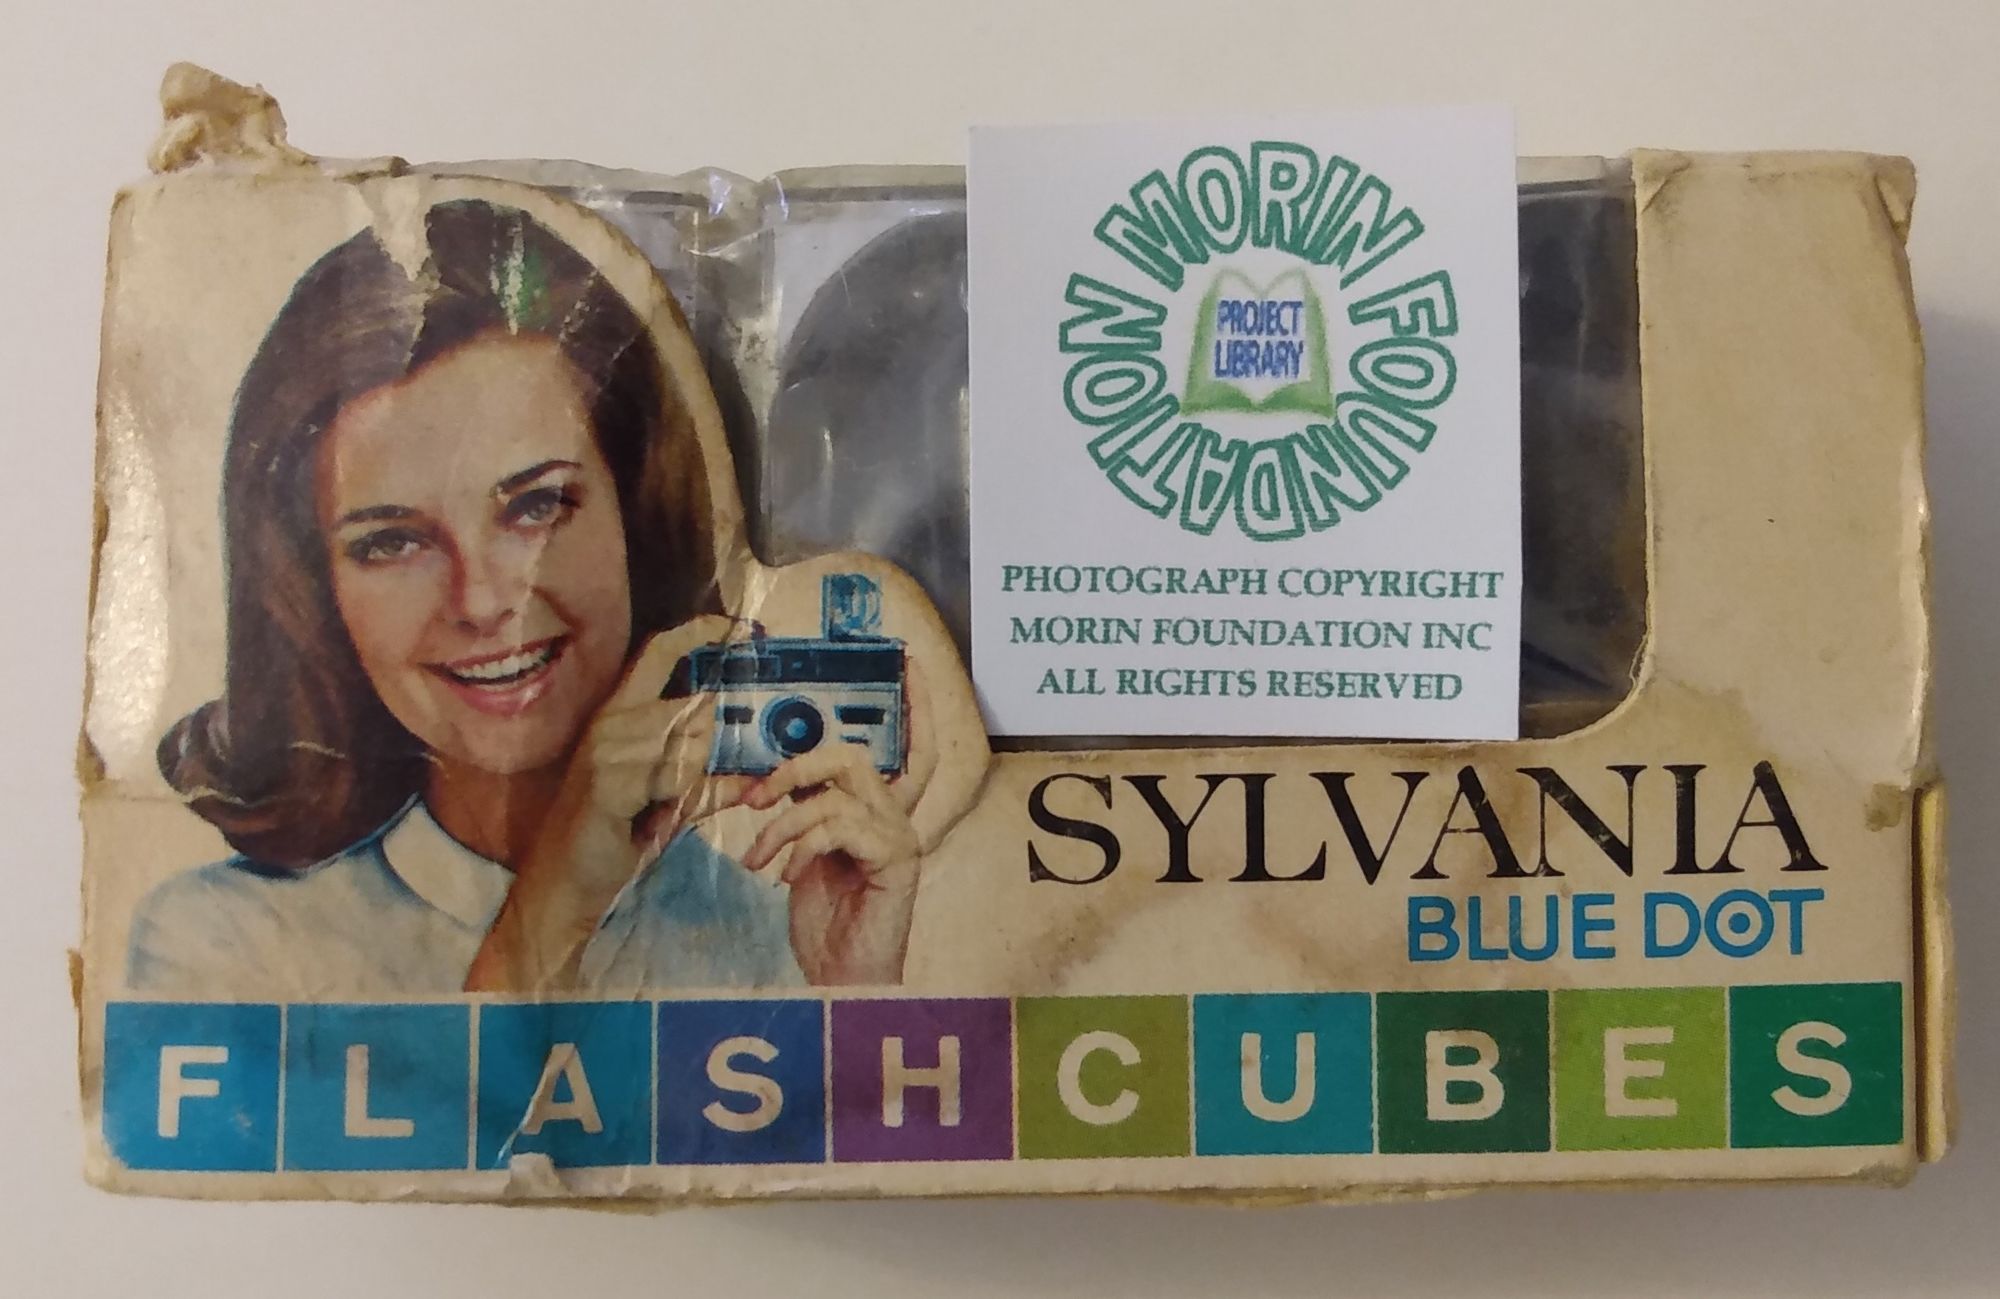 MORIN FOUNDATION
PROJECT
LIBRARY
PHOTOGRAPH COPYRIGHT
MORIN FOUNDATION INC
ALL RIGHTS RESERVED
SYLVANIA
BLUE DOT
FLASHCUBES